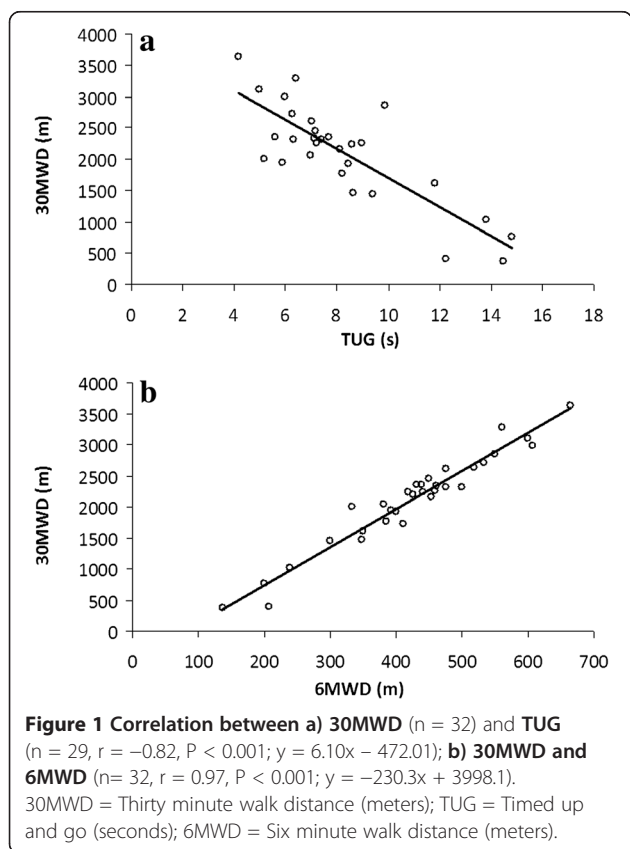 a
4000
3500
3000
2500
2000
1500
1000
500
0
30MWD (m)
0 2 4 6 8 10 12 14 16 18
TUG (s)
b
4000
3500
3000
2500
2000
1500
1000
500
0
30MWD (m)
0 100 200 300 400 500 600 700
6MWD (m)
Figure 1 Correlation between a) 30MWD (n = 32) and TUG
(n = 29, r = −0.82, P < 0.001; y = 6.10x – 472.01); b) 30MWD and
6MWD (n= 32, r = 0.97, P < 0.001; y = −230.3x + 3998.1).
30MWD = Thirty minute walk distance (meters); TUG = Timed up
and go (seconds); 6MWD = Six minute walk distance (meters).